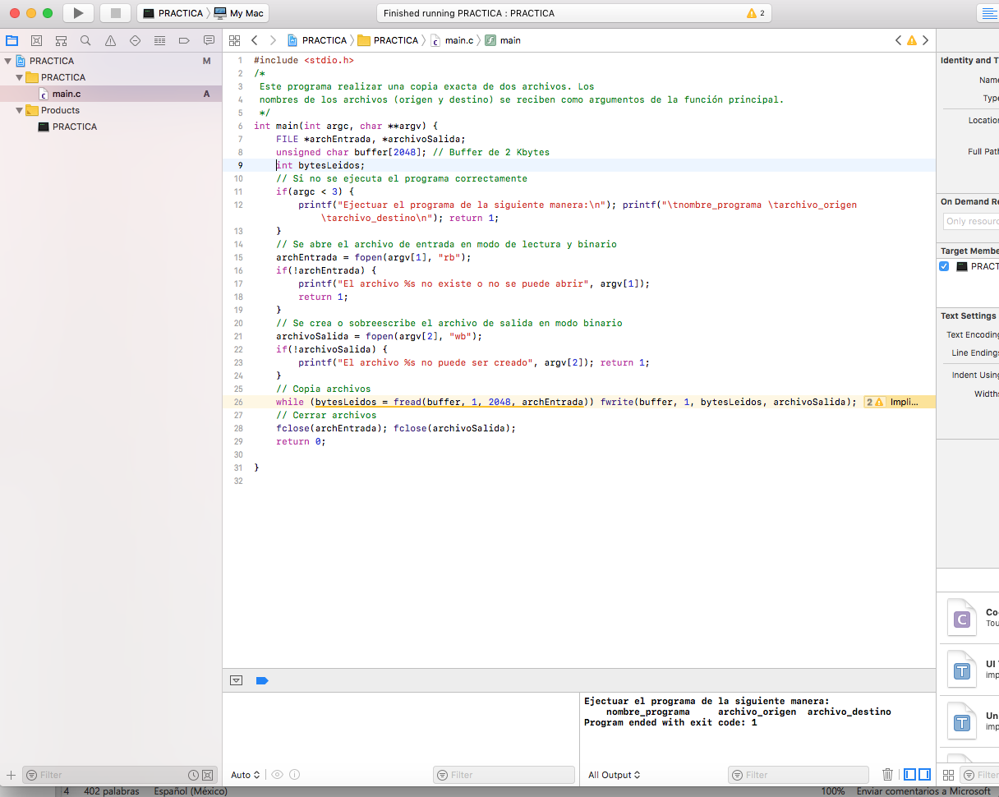 PRACTICA My Mac
Finished running PRACTICA : PRACTICA
2
PRACTICA PRACTICA main.c main
PRACTICA M
PRACTICA
main.c A
Products
PRACTICA
1 #include <stdio.h>
2 /*
3 Este programa realizar una copia exacta de dos archivos. Los
4 nombres de los archivos (origen y destino) se reciben como argumentos de la función principal.
5 */
6 int main(int argc, char **argv) {
7 FILE *archEntrada, *archivoSalida;
8 unsigned char buffer[2048]; // Buffer de 2 Kbytes
9 int bytesLeidos;
10 // Si no se ejecuta el programa correctamente
11 if(argc < 3) {
12 printf("Ejectuar el programa de la siguiente manera:\n"); printf("\tnombre_programa \tarchivo_origen
\tarchivo_destino\n"); return 1;
13 }
14 // Se abre el archivo de entrada en modo de lectura y binario
15 archEntrada = fopen(argv[1], "rb");
16 if(!archEntrada) {
17 printf("El archivo %s no existe o no se puede abrir", argv[1]);
18 return 1;
19 }
20 // Se crea o sobreescribe el archivo de salida en modo binario
21 archivoSalida = fopen(argv[2], "wb");
22 if(!archivoSalida) {
23 printf("El archivo %s no puede ser creado", argv[2]); return 1;
24 }
25 // Copia archivos
26 while (bytesLeidos = fread(buffer, 1, 2048, archEntrada)) fwrite(buffer, 1, bytesLeidos, archivoSalida); 2 Impli...
27 // Cerrar archivos
28 fclose(archEntrada); fclose(archivoSalida);
29 return 0;
30
31 }
32
Identity and T
Name
Type
Location
Full Path
On Demand Re
Only resourc
Target Membe
PRACT
Text Settings
Text Encoding
Line Endings
Indent Using
Widths
Co
Tou
UI
imp
Un
imp
Ejectuar el programa de la siguiente manera:
nombre_programa archivo_origen archivo_destino
Program ended with exit code: 1
Filter
Auto
Filter
All Output
Filter
Filter
4 402 palabras Español (México) 100% Enviar comentarios a Microsoft